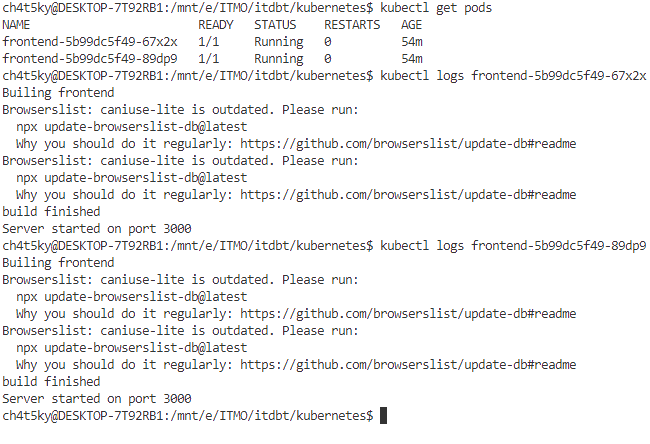 ch4t5ky@DESKTOP-7T92RB1:/mnt/e/ITMO/itdbt/kubernetes$ kubectl get pods
NAME                        READY   STATUS    RESTARTS   AGE
frontend-5b99dc5f49-67x2x   1/1     Running   0          54m
frontend-5b99dc5f49-89dp9   1/1     Running   0          54m
ch4t5ky@DESKTOP-7T92RB1:/mnt/e/ITMO/itdbt/kubernetes$ kubectl logs frontend-5b99dc5f49-67x2x
Builing frontend
Browserslist: caniuse-lite is outdated. Please run:
  npx update-browserslist-db@latest
  Why you should do it regularly: https://github.com/browserslist/update-db#readme
Browserslist: caniuse-lite is outdated. Please run:
  npx update-browserslist-db@latest
  Why you should do it regularly: https://github.com/browserslist/update-db#readme
build finished
Server started on port 3000
ch4t5ky@DESKTOP-7T92RB1:/mnt/e/ITMO/itdbt/kubernetes$ kubectl logs frontend-5b99dc5f49-89dp9
Builing frontend
Browserslist: caniuse-lite is outdated. Please run:
  npx update-browserslist-db@latest
  Why you should do it regularly: https://github.com/browserslist/update-db#readme
Browserslist: caniuse-lite is outdated. Please run:
  npx update-browserslist-db@latest
  Why you should do it regularly: https://github.com/browserslist/update-db#readme
build finished
Server started on port 3000
ch4t5ky@DESKTOP-7T92RB1:/mnt/e/ITMO/itdbt/kubernetes$